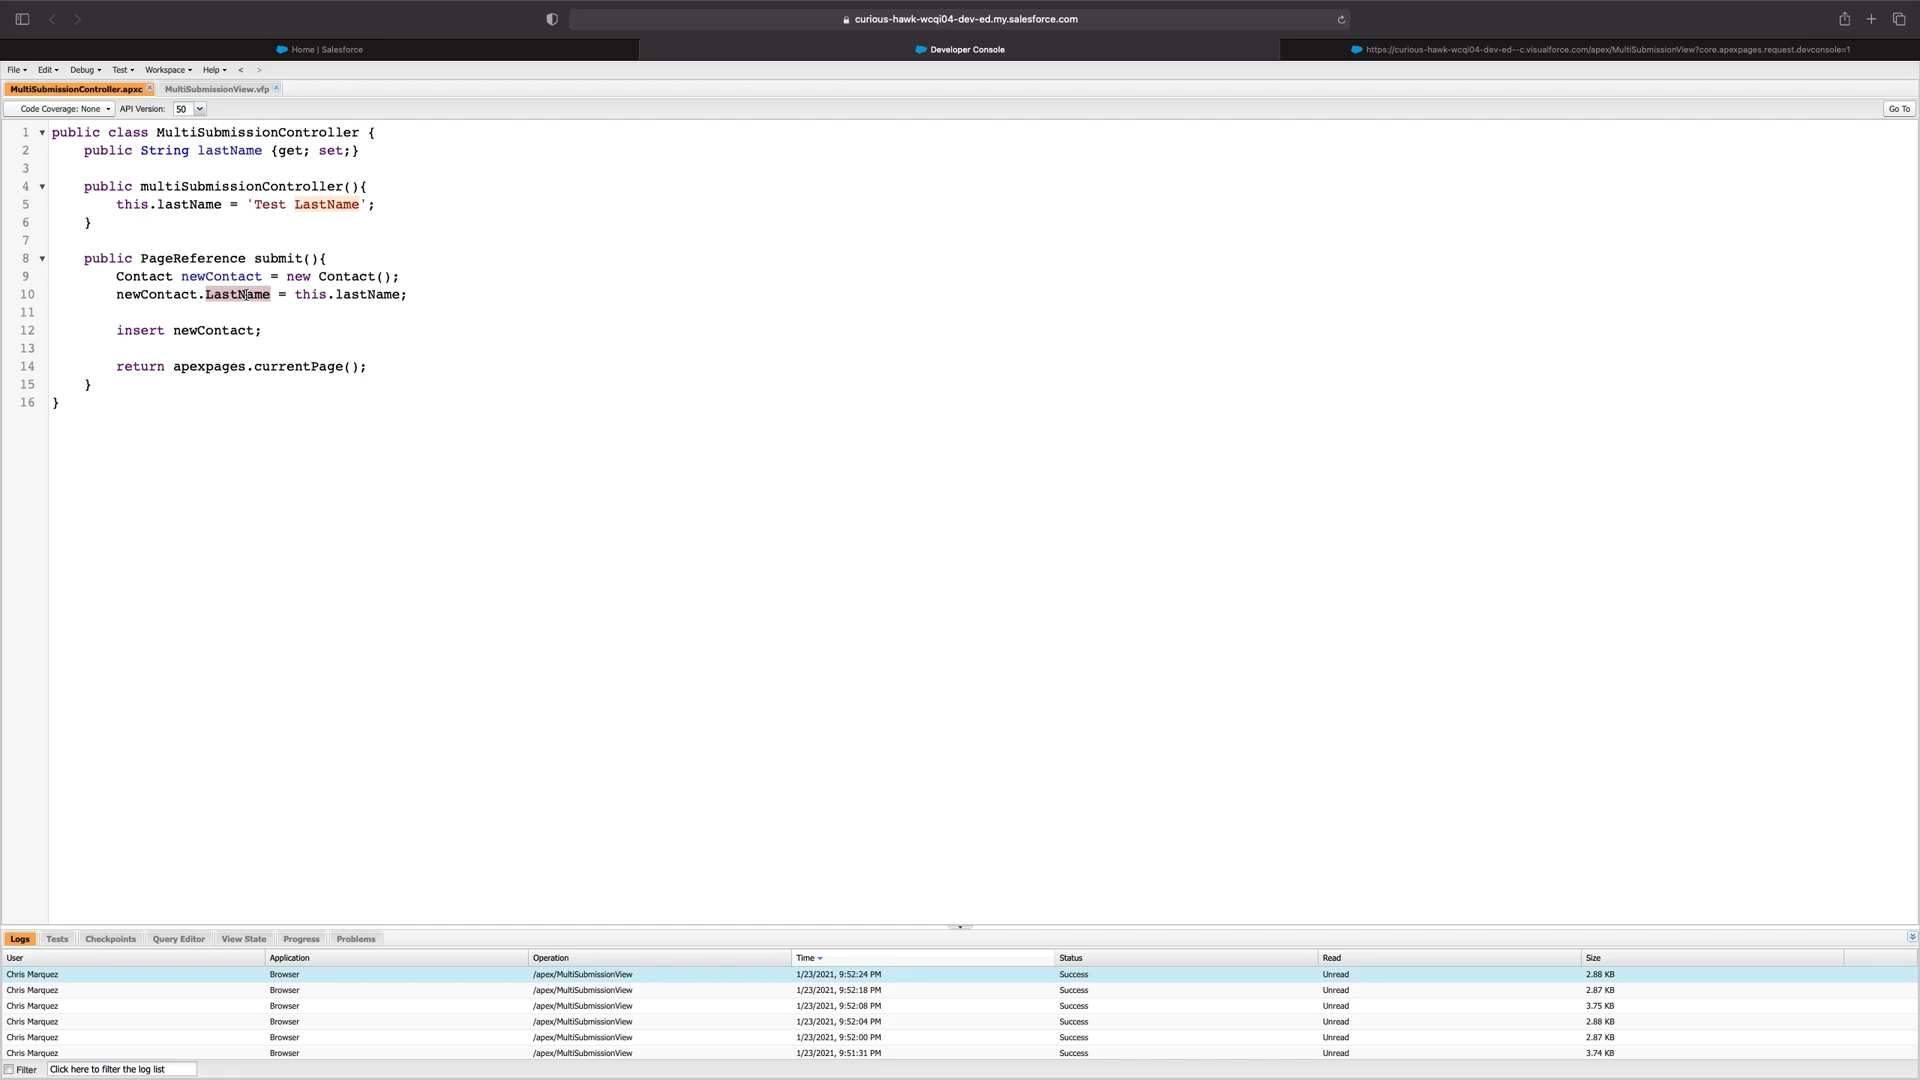 curious-hawk-wcqi04-dev-ed.my.salesforce.com
Home | Salesforce
Developer Console
https://curious-hawk-wcqi04-dev-ed--c.visualforce.com/apex/MultiSubmissionView?core.apexpages.request.devconsole=1
File Edit Debug Test Workspace Help < >
MultiSubmissionController.apxc MultiSubmissionView.vfp
Code Coverage: None API Version: 50 Go To
1 public class MultiSubmissionController {
2 public String lastName {get; set;}
3
4 public multiSubmissionController(){
5 this.lastName = 'Test LastName';
6 }
7
8 public PageReference submit(){
9 Contact newContact = new Contact();
10 newContact.LastName = this.lastName;
11
12 insert newContact;
13
14 return apexpages.currentPage();
15 }
16 }
Logs Tests Checkpoints Query Editor View State Progress Problems
User Application Operation Time Status Read Size
Chris Marquez Browser /apex/MultiSubmissionView 1/23/2021, 9:52:24 PM Success Unread 2.88 KB
Chris Marquez Browser /apex/MultiSubmissionView 1/23/2021, 9:52:18 PM Success Unread 2.87 KB
Chris Marquez Browser /apex/MultiSubmissionView 1/23/2021, 9:52:08 PM Success Unread 3.75 KB
Chris Marquez Browser /apex/MultiSubmissionView 1/23/2021, 9:52:04 PM Success Unread 2.88 KB
Chris Marquez Browser /apex/MultiSubmissionView 1/23/2021, 9:52:00 PM Success Unread 2.87 KB
Chris Marquez Browser /apex/MultiSubmissionView 1/23/2021, 9:51:31 PM Success Unread 3.74 KB
Filter Click here to filter the log list